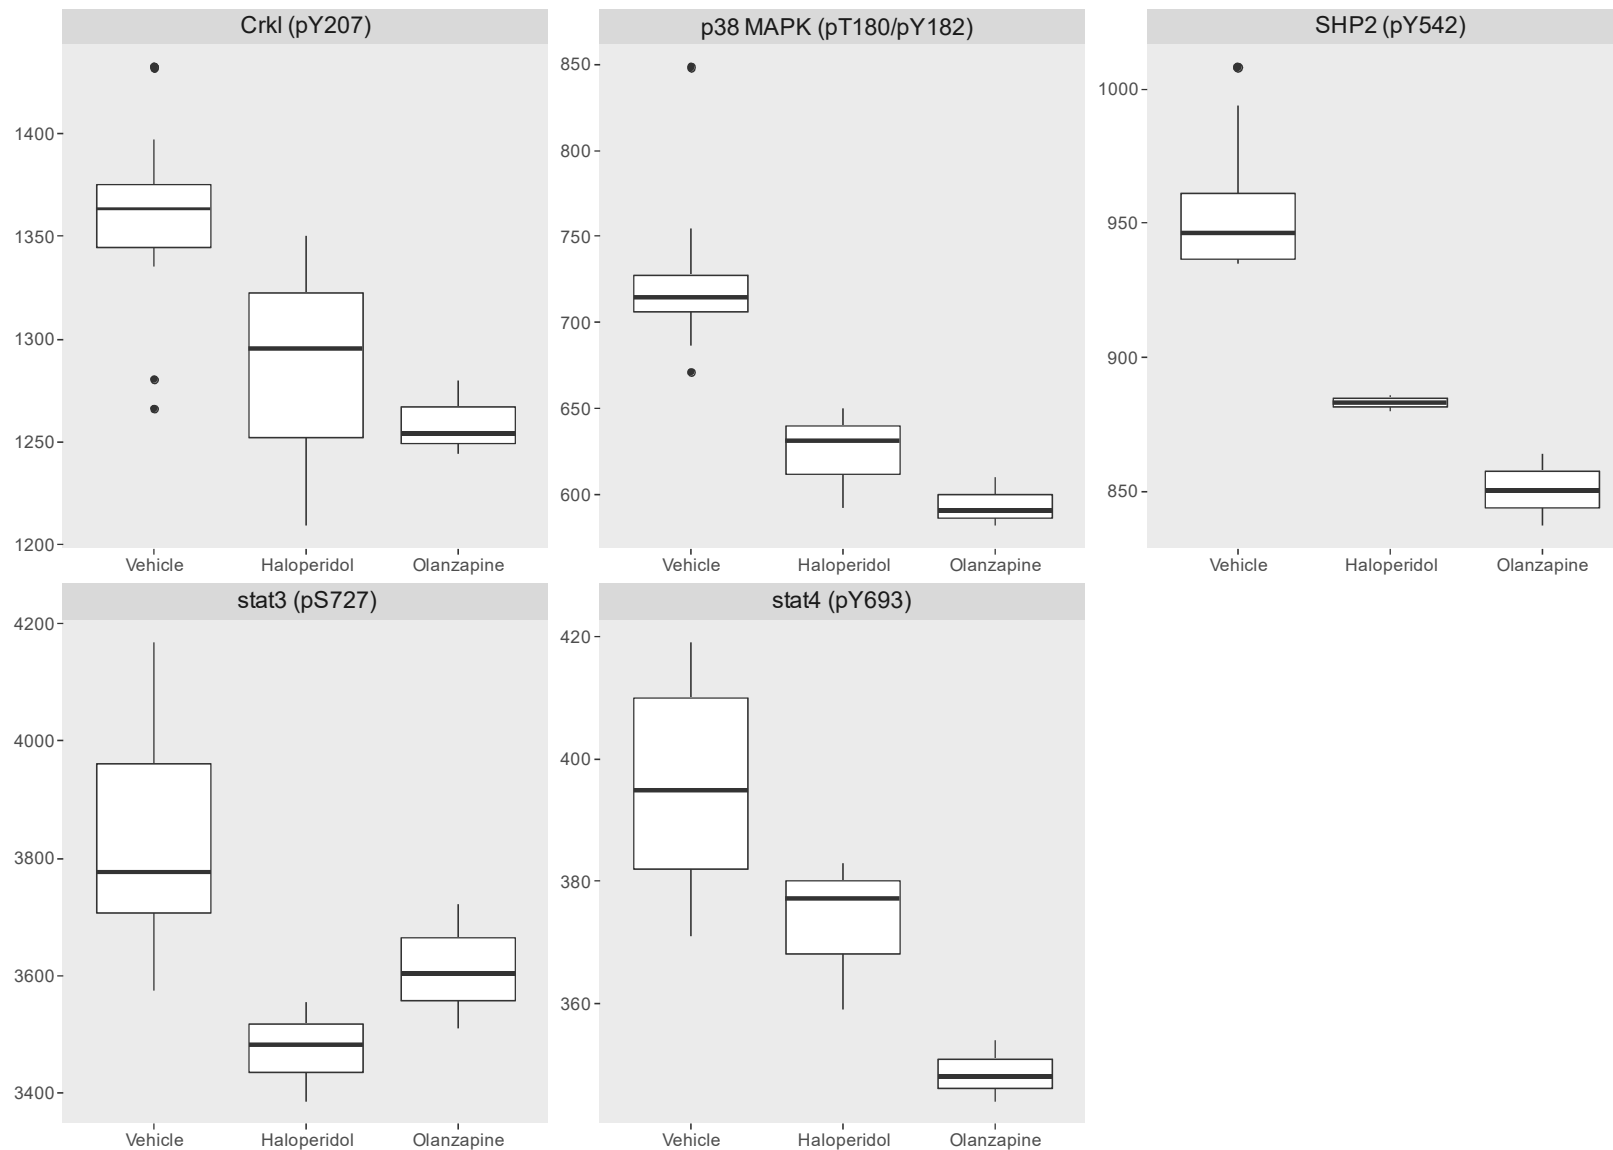 Crkl (pY207)
1400
1350
1300
1250
1200
Vehicle Haloperidol Olanzapine
p38 MAPK (pT180/pY182)
850
800
750
700
650
600
Vehicle Haloperidol Olanzapine
SHP2 (pY542)
1000
950
900
850
Vehicle Haloperidol Olanzapine
stat3 (pS727)
4200
4000
3800
3600
3400
Vehicle Haloperidol Olanzapine
stat4 (pY693)
420
400
380
360
Vehicle Haloperidol Olanzapine